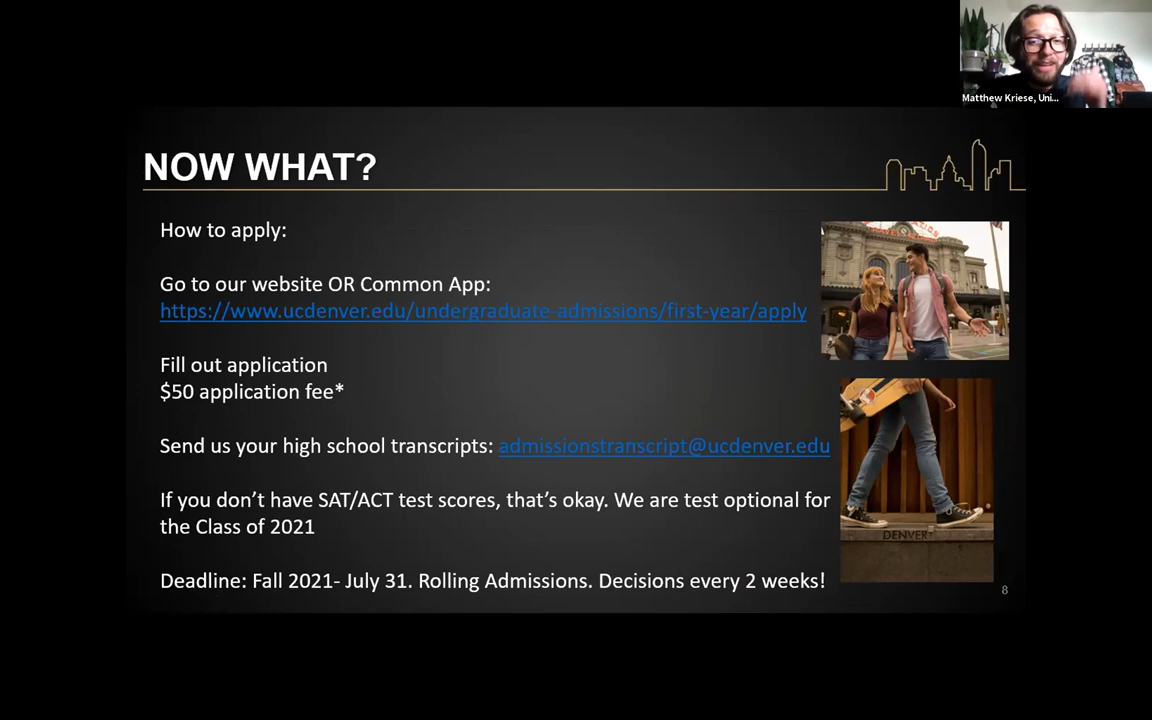 Matthew Kriese, Uni...
NOW WHAT?
How to apply:
Go to our website OR Common App:
https://www.ucdenver.edu/undergraduate-admissions/first-year/apply
Fill out application
$50 application fee*
Send us your high school transcripts: admissionstranscript@ucdenver.edu
If you don’t have SAT/ACT test scores, that’s okay. We are test optional for
the Class of 2021
Deadline: Fall 2021- July 31. Rolling Admissions. Decisions every 2 weeks!
DENVER
8